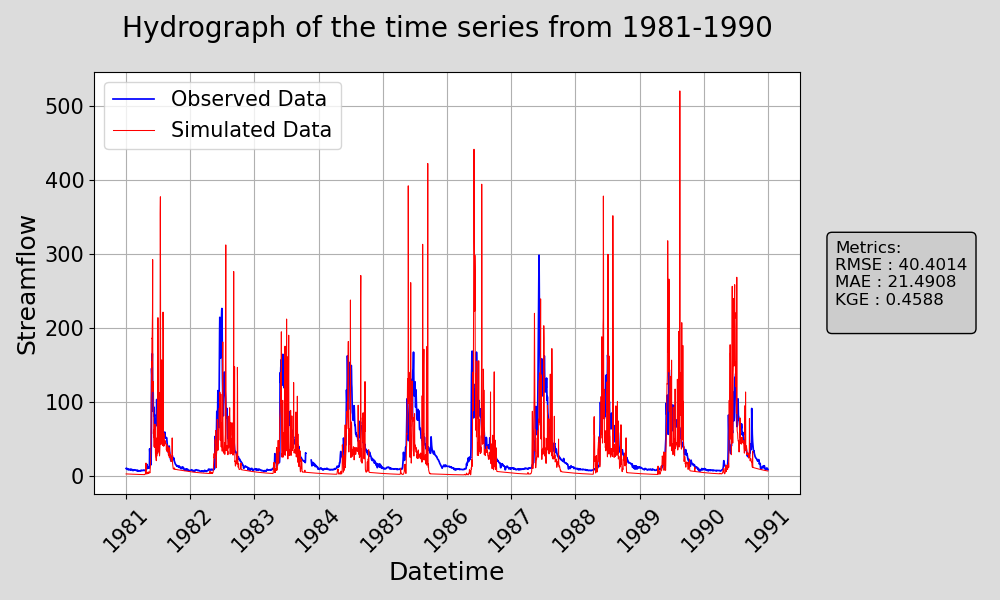 Hydrograph of the time series from 1981-1990
Observed Data
Simulated Data
Streamflow
500
400
300
200
100
0
1981
1982
1983
1984
1985
1986
1987
1988
1989
1990
1991
Datetime
Metrics:
RMSE : 40.4014
MAE : 21.4908
KGE : 0.4588